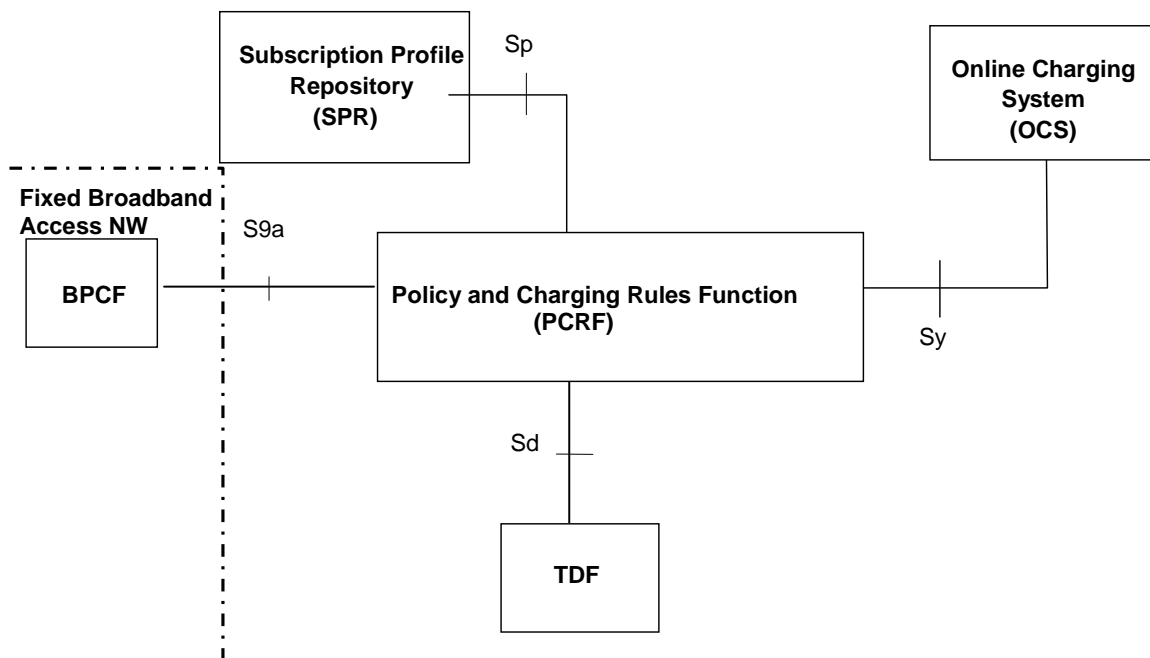 Subscription Profile
Repository
(SPR)
Sp
Online Charging
System
(OCS)
Fixed Broadband
Access NW
BPCF
S9a
Policy and Charging Rules Function
(PCRF)
Sy
Sd
TDF